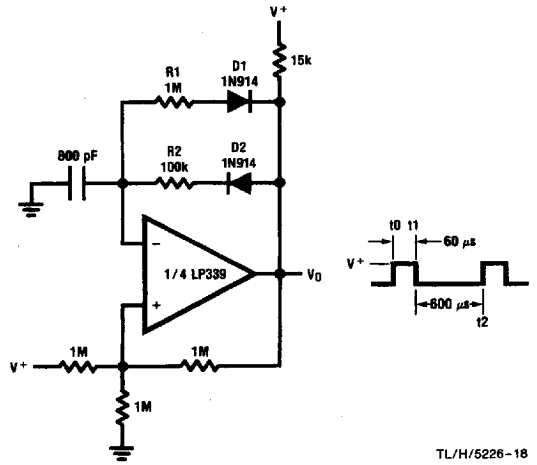 V+
15k
R1
1M
D1
1N914
800 pF
R2
100k
D2
1N914
t0 t1
60 µs
V+
600 µs
t2
−
1/4 LP339
+
VO
1M
1M
V+
1M
TL/H/5226-18